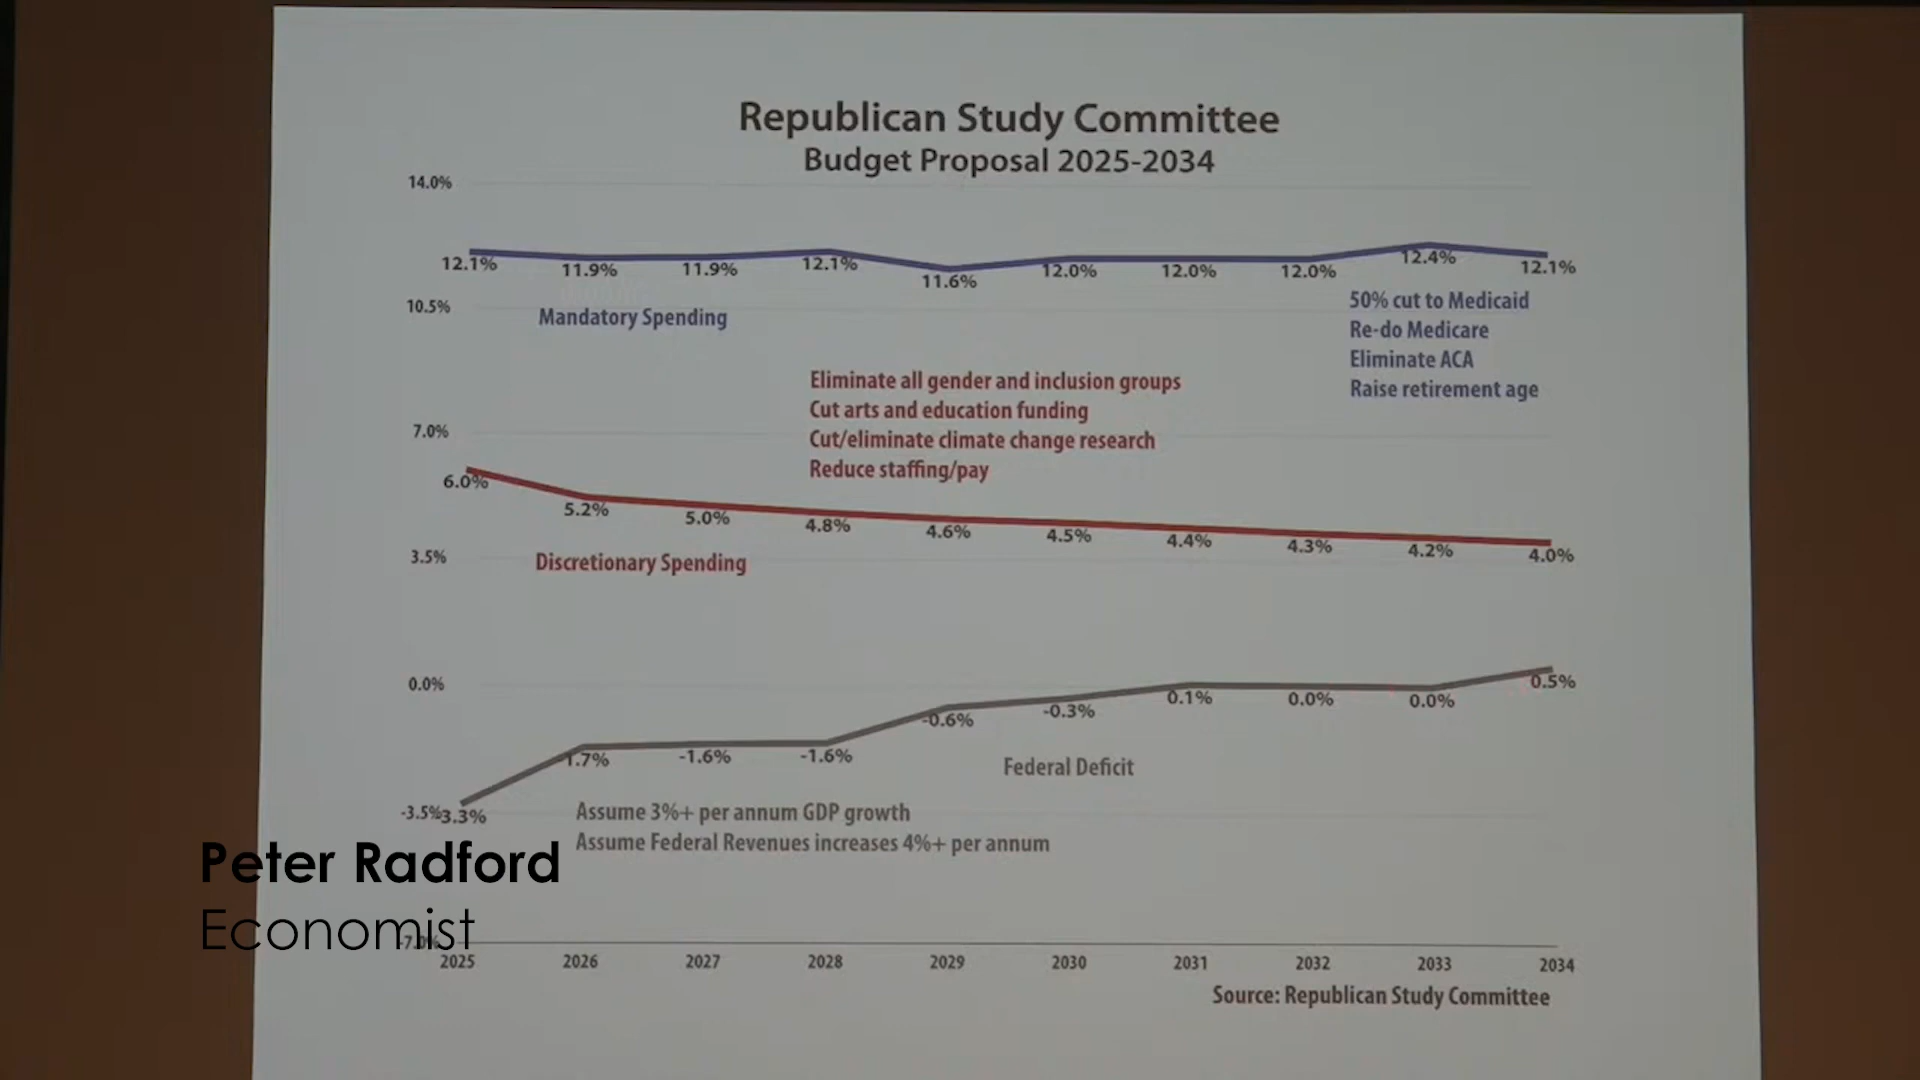 Republican Study Committee
Budget Proposal 2025-2034
14.0%
12.1% 11.9% 11.9% 12.1% 11.6% 12.0% 12.0% 12.0% 12.4% 12.1%
10.5%
Mandatory Spending
50% cut to Medicaid
Re-do Medicare
Eliminate ACA
Raise retirement age
Eliminate all gender and inclusion groups
Cut arts and education funding
Cut/eliminate climate change research
Reduce staffing/pay
7.0%
6.0% 5.2% 5.0% 4.8% 4.6% 4.5% 4.4% 4.3% 4.2% 4.0%
3.5%
Discretionary Spending
0.0%
-3.3% -1.7% -1.6% -1.6% -0.6% -0.3% 0.1% 0.0% 0.0% 0.5%
Federal Deficit
-3.5%
Assume 3%+ per annum GDP growth
Assume Federal Revenues increases 4%+ per annum
Peter Radford
Economist
-7.0%
2025 2026 2027 2028 2029 2030 2031 2032 2033 2034
Source: Republican Study Committee